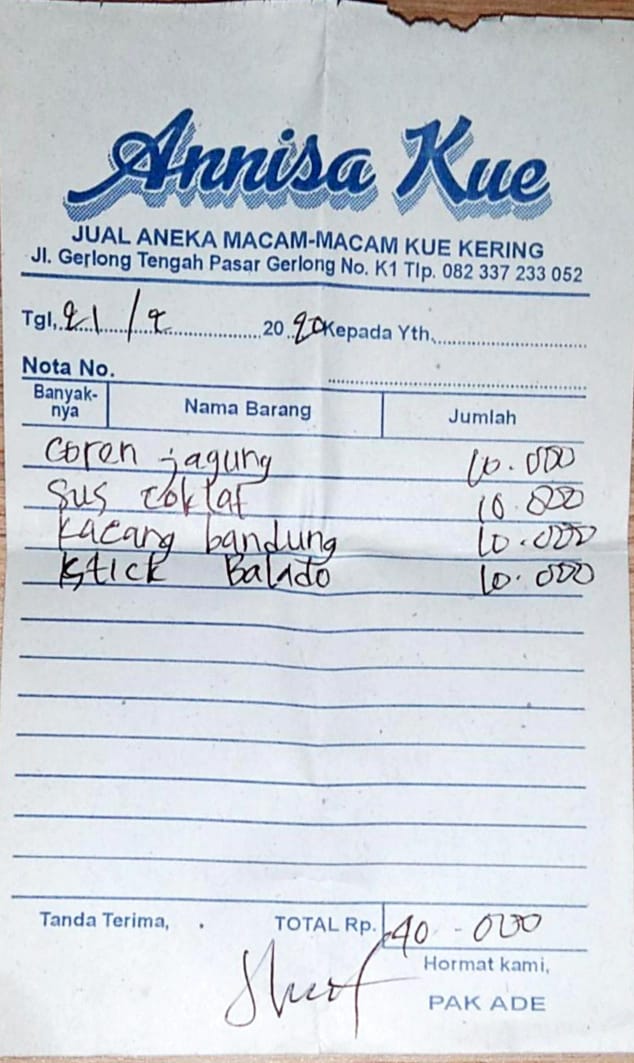 Annisa Kue
JUAL ANEKA MACAM-MACAM KUE KERING
Jl. Gerlong Tengah Pasar Gerlong No. K1 Tlp. 082 337 233 052
Tgl, 21 / 2 20 20 Kepada Yth.
Nota No.
Banyak-nya Nama Barang Jumlah
coren jagung 10.000
sus coklat 10.000
kacang bandung 10.000
stick Balado 10.000
Tanda Terima, TOTAL Rp. 40.000
Hormat kami,
PAK ADE